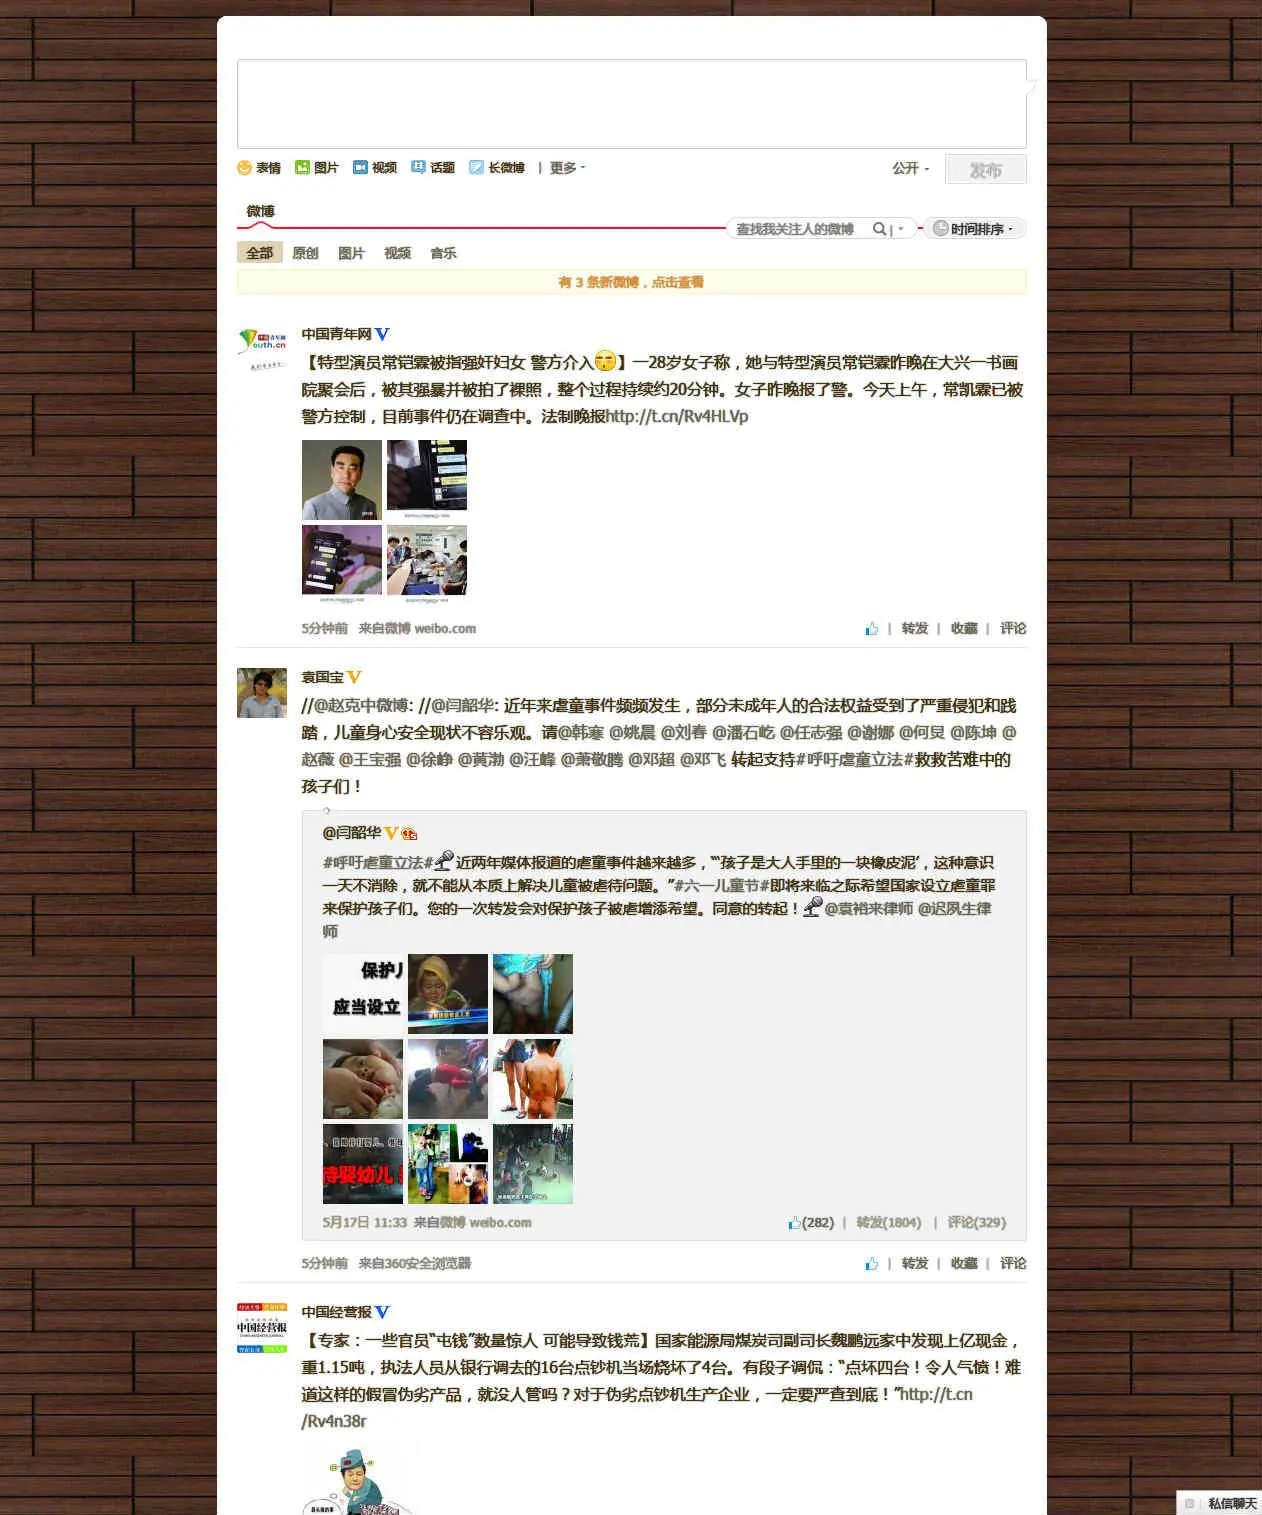 表情 图片 视频 话题 长微博 | 更多
公开 发布
微博
查找我关注人的微博 时间排序
全部 原创 图片 视频 音乐
有 3 条新微博，点击查看
中国青年网
【特型演员常铠霖被指强奸妇女 警方介入】一28岁女子称，她与特型演员常铠霖昨晚在大兴一书画
院聚会后，被其强暴并被拍了裸照，整个过程持续约20分钟。女子昨晚报了警。今天上午，常凯霖已被
警方控制，目前事件仍在调查中。法制晚报http://t.cn/Rv4HLVp
5分钟前 来自微博 weibo.com
| 转发 | 收藏 | 评论
袁国宝
//@赵克中微博: //@闫韶华: 近年来虐童事件频频发生，部分未成年人的合法权益受到了严重侵犯和践
踏，儿童身心安全现状不容乐观。请@韩寒 @姚晨 @刘春 @潘石屹 @任志强 @谢娜 @何炅 @陈坤 @
赵薇 @王宝强 @徐峥 @黄渤 @汪峰 @萧敬腾 @邓超 @邓飞 转起支持#呼吁虐童立法#救救苦难中的
孩子们！
@闫韶华
#呼吁虐童立法#近两年媒体报道的虐童事件越来越多，“‘孩子是大人手里的一块橡皮泥’，这种意识
一天不消除，就不能从本质上解决儿童被虐待问题。”#六一儿童节#即将来临之际希望国家设立虐童罪
来保护孩子们。您的一次转发会对保护孩子被虐增添希望。同意的转起！@袁裕来律师 @迟夙生律
师
保护儿
应当设立
待婴幼儿
5月17日 11:33 来自微博 weibo.com
(282) | 转发(1804) | 评论(329)
5分钟前 来自360安全浏览器
| 转发 | 收藏 | 评论
中国经营报
中国经营报
【专家：一些官员“屯钱”数量惊人 可能导致钱荒】国家能源局煤炭司副司长魏鹏远家中发现上亿现金，
重1.15吨，执法人员从银行调去的16台点钞机当场烧坏了4台。有段子调侃：“点坏四台！令人气愤！难
道这样的假冒伪劣产品，就没人管吗？对于伪劣点钞机生产企业，一定要严查到底！”http://t.cn
/Rv4n38r
私信聊天